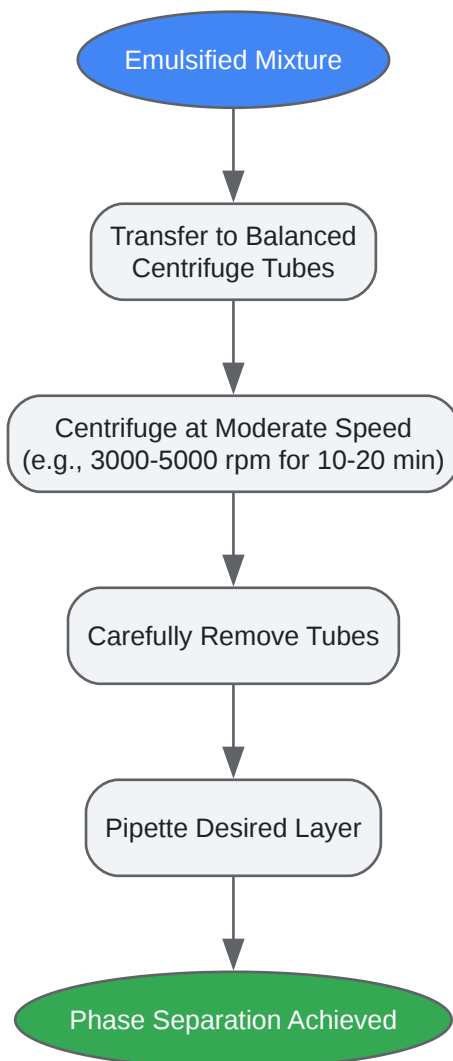 Emulsified Mixture
Transfer to Balanced
Centrifuge Tubes
Centrifuge at Moderate Speed
(e.g., 3000-5000 rpm for 10-20 min)
Carefully Remove Tubes
Pipette Desired Layer
Phase Separation Achieved